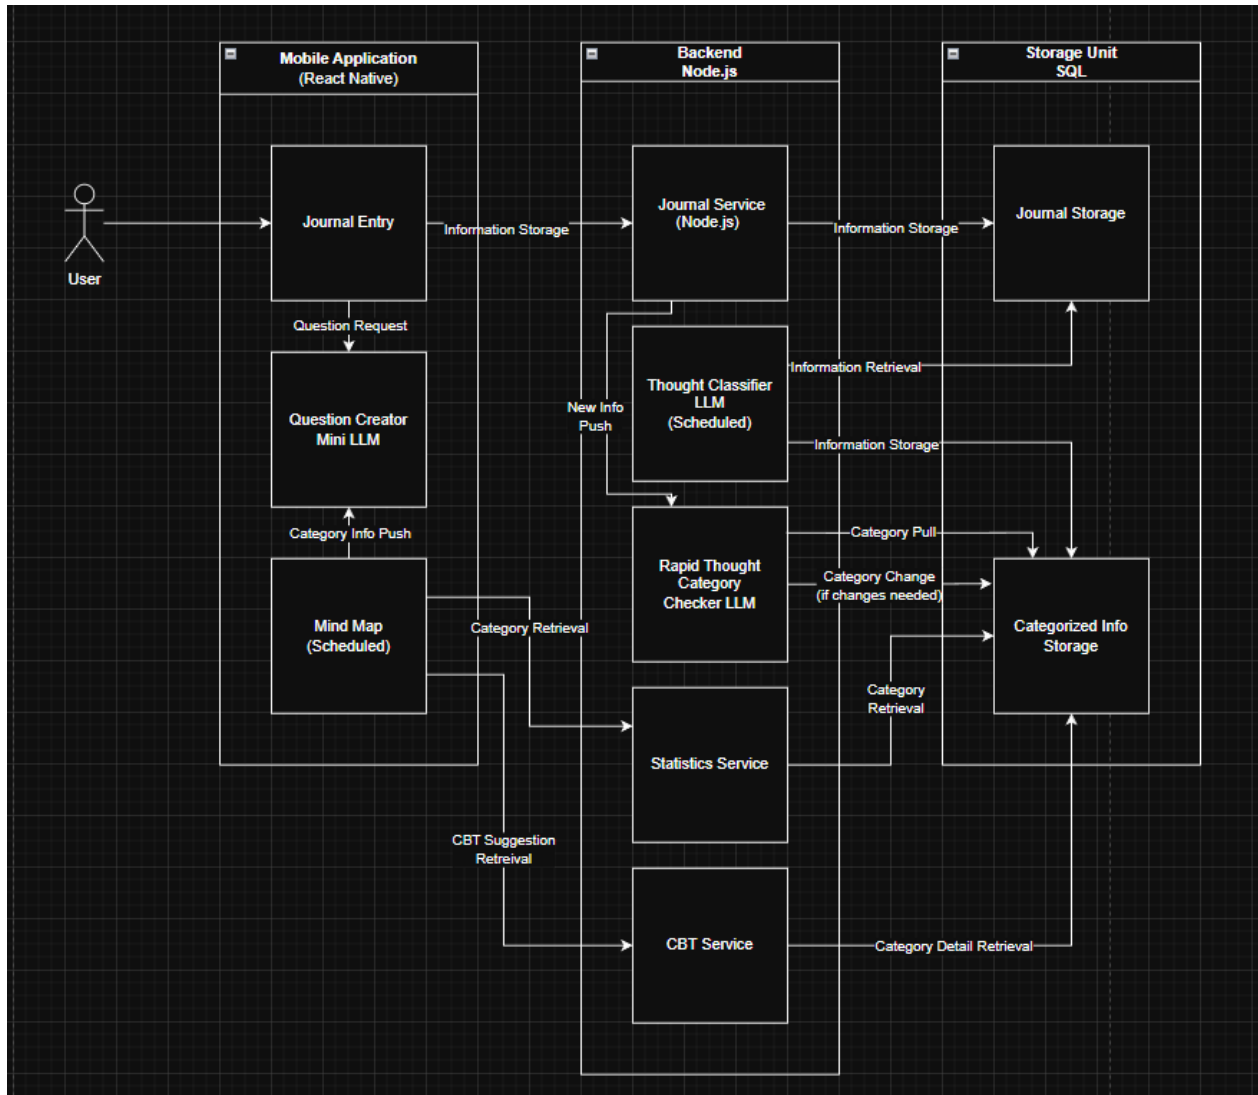 Mobile Application
(React Native)
Backend
Node.js
Storage Unit
SQL
User
Journal Entry
Information Storage
Journal Service
(Node.js)
Information Storage
Journal Storage
Question Request
Question Creator
Mini LLM
Category Info Push
Mind Map
(Scheduled)
New Info
Push
Thought Classifier
LLM
(Scheduled)
Information Retrieval
Information Storage
Rapid Thought
Category
Checker LLM
Category Pull
Category Change
(if changes needed)
Categorized Info
Storage
Category Retrieval
Category
Retrieval
Statistics Service
CBT Suggestion
Retreival
CBT Service
Category Detail Retrieval